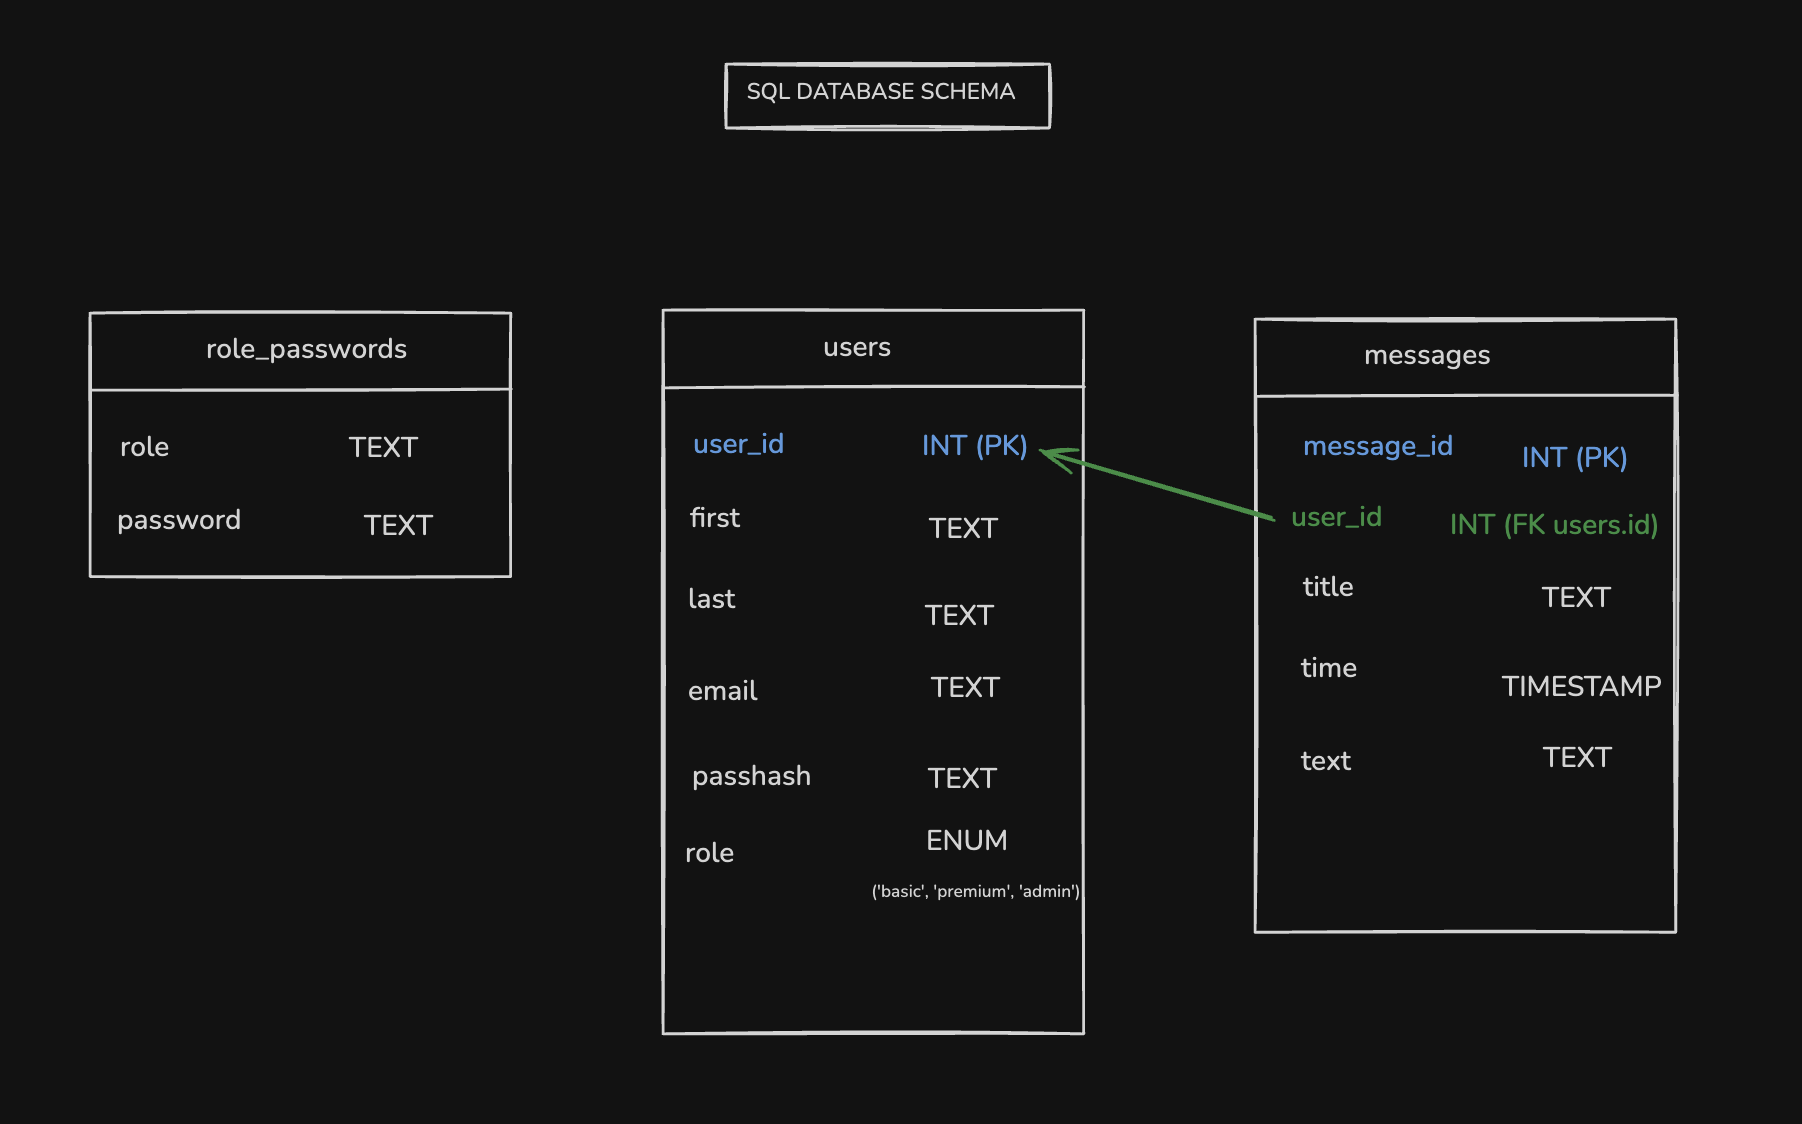 SQL DATABASE SCHEMA
role_passwords
role TEXT
password TEXT
users
user_id INT (PK)
first TEXT
last TEXT
email TEXT
passhash TEXT
role ENUM
('basic', 'premium', 'admin')
messages
message_id INT (PK)
user_id INT (FK users.id)
title TEXT
time TIMESTAMP
text TEXT